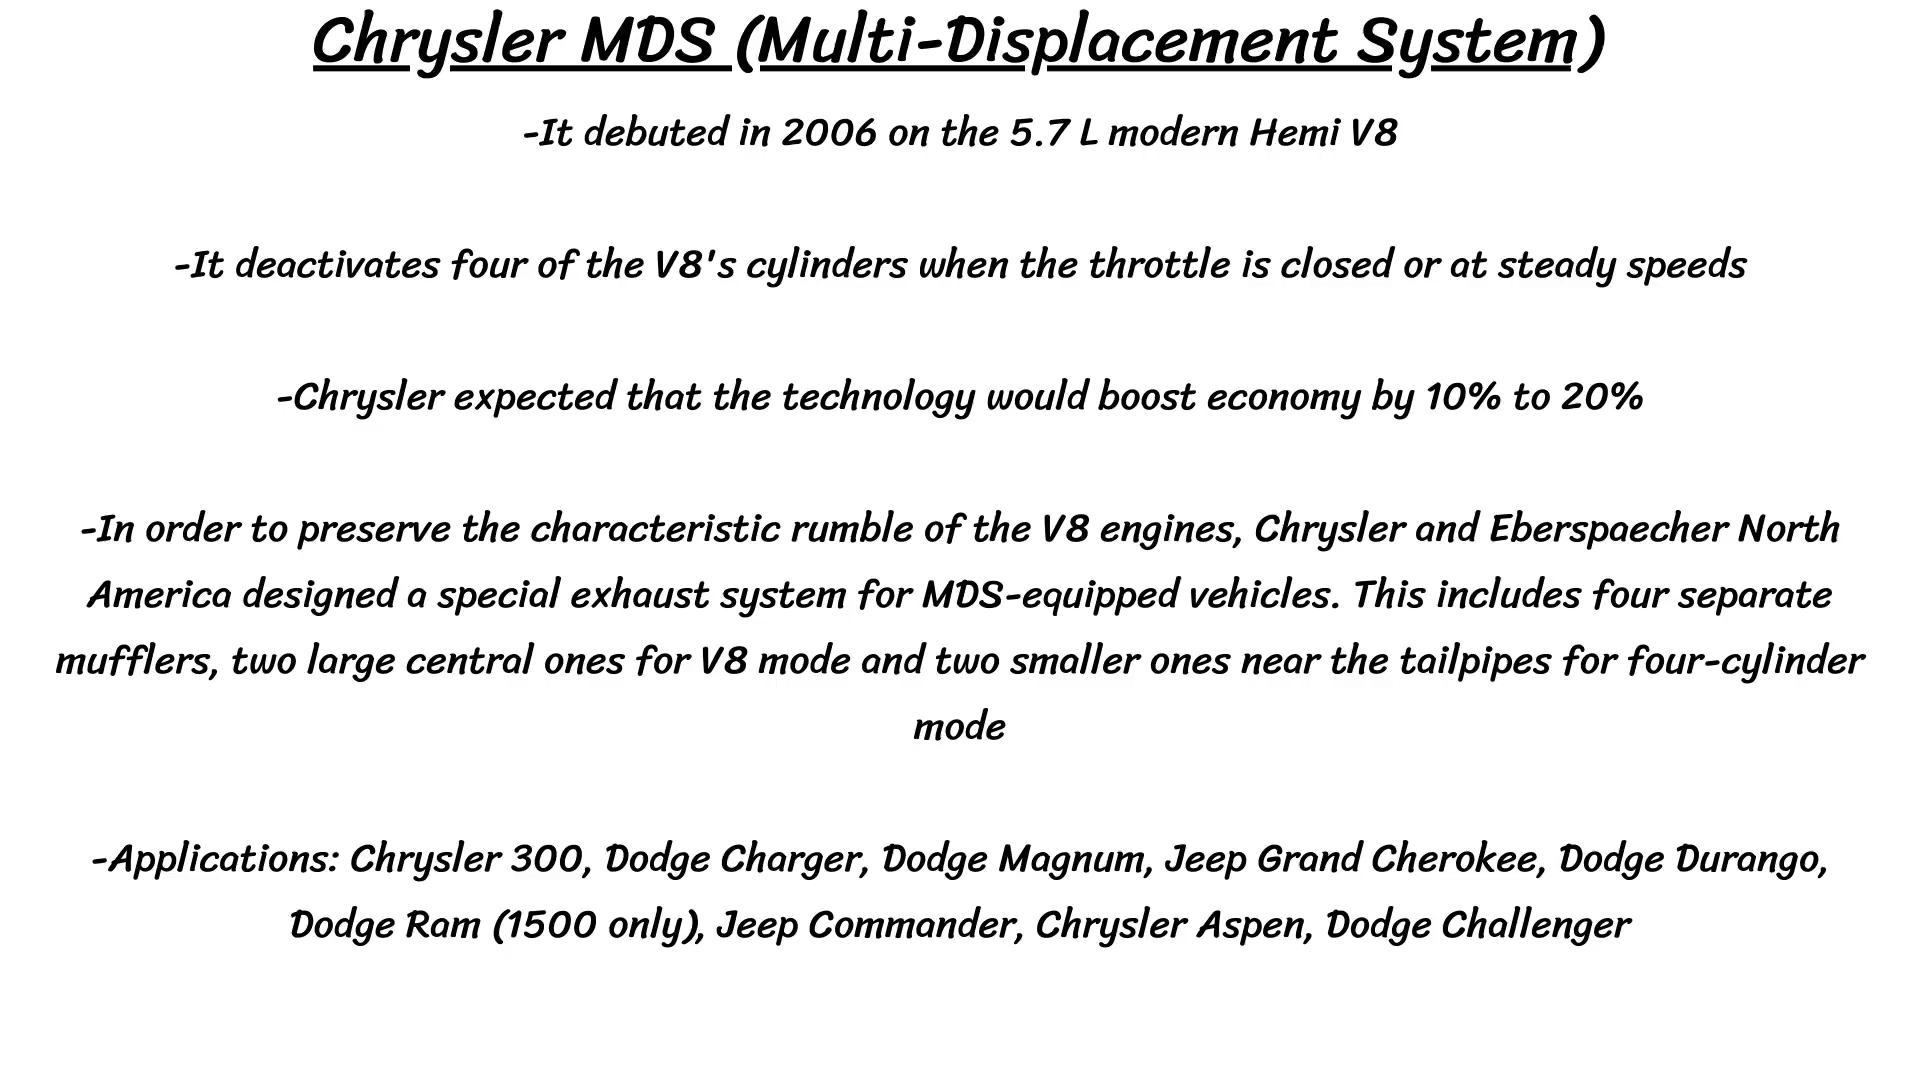 Chrysler MDS (Multi-Displacement System)
-It debuted in 2006 on the 5.7 L modern Hemi V8
-It deactivates four of the V8's cylinders when the throttle is closed or at steady speeds
-Chrysler expected that the technology would boost economy by 10% to 20%
-In order to preserve the characteristic rumble of the V8 engines, Chrysler and Eberspaecher North
America designed a special exhaust system for MDS-equipped vehicles. This includes four separate
mufflers, two large central ones for V8 mode and two smaller ones near the tailpipes for four-cylinder
mode
-Applications: Chrysler 300, Dodge Charger, Dodge Magnum, Jeep Grand Cherokee, Dodge Durango,
Dodge Ram (1500 only), Jeep Commander, Chrysler Aspen, Dodge Challenger